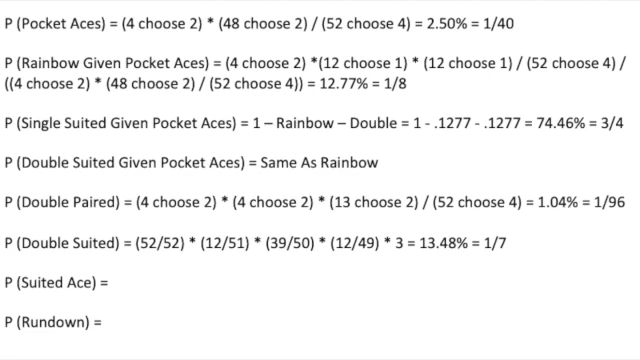 P (Pocket Aces) = (4 choose 2) * (48 choose 2) / (52 choose 4) = 2.50% = 1/40
P (Rainbow Given Pocket Aces) = (4 choose 2) *(12 choose 1) * (12 choose 1) / (52 choose 4) /
((4 choose 2) * (48 choose 2) / (52 choose 4)) = 12.77% = 1/8
P (Single Suited Given Pocket Aces) = 1 – Rainbow – Double = 1 - .1277 - .1277 = 74.46% = 3/4
P (Double Suited Given Pocket Aces) = Same As Rainbow
P (Double Paired) = (4 choose 2) * (4 choose 2) * (13 choose 2) / (52 choose 4) = 1.04% = 1/96
P (Double Suited) = (52/52) * (12/51) * (39/50) * (12/49) * 3 = 13.48% = 1/7
P (Suited Ace) =
P (Rundown) =